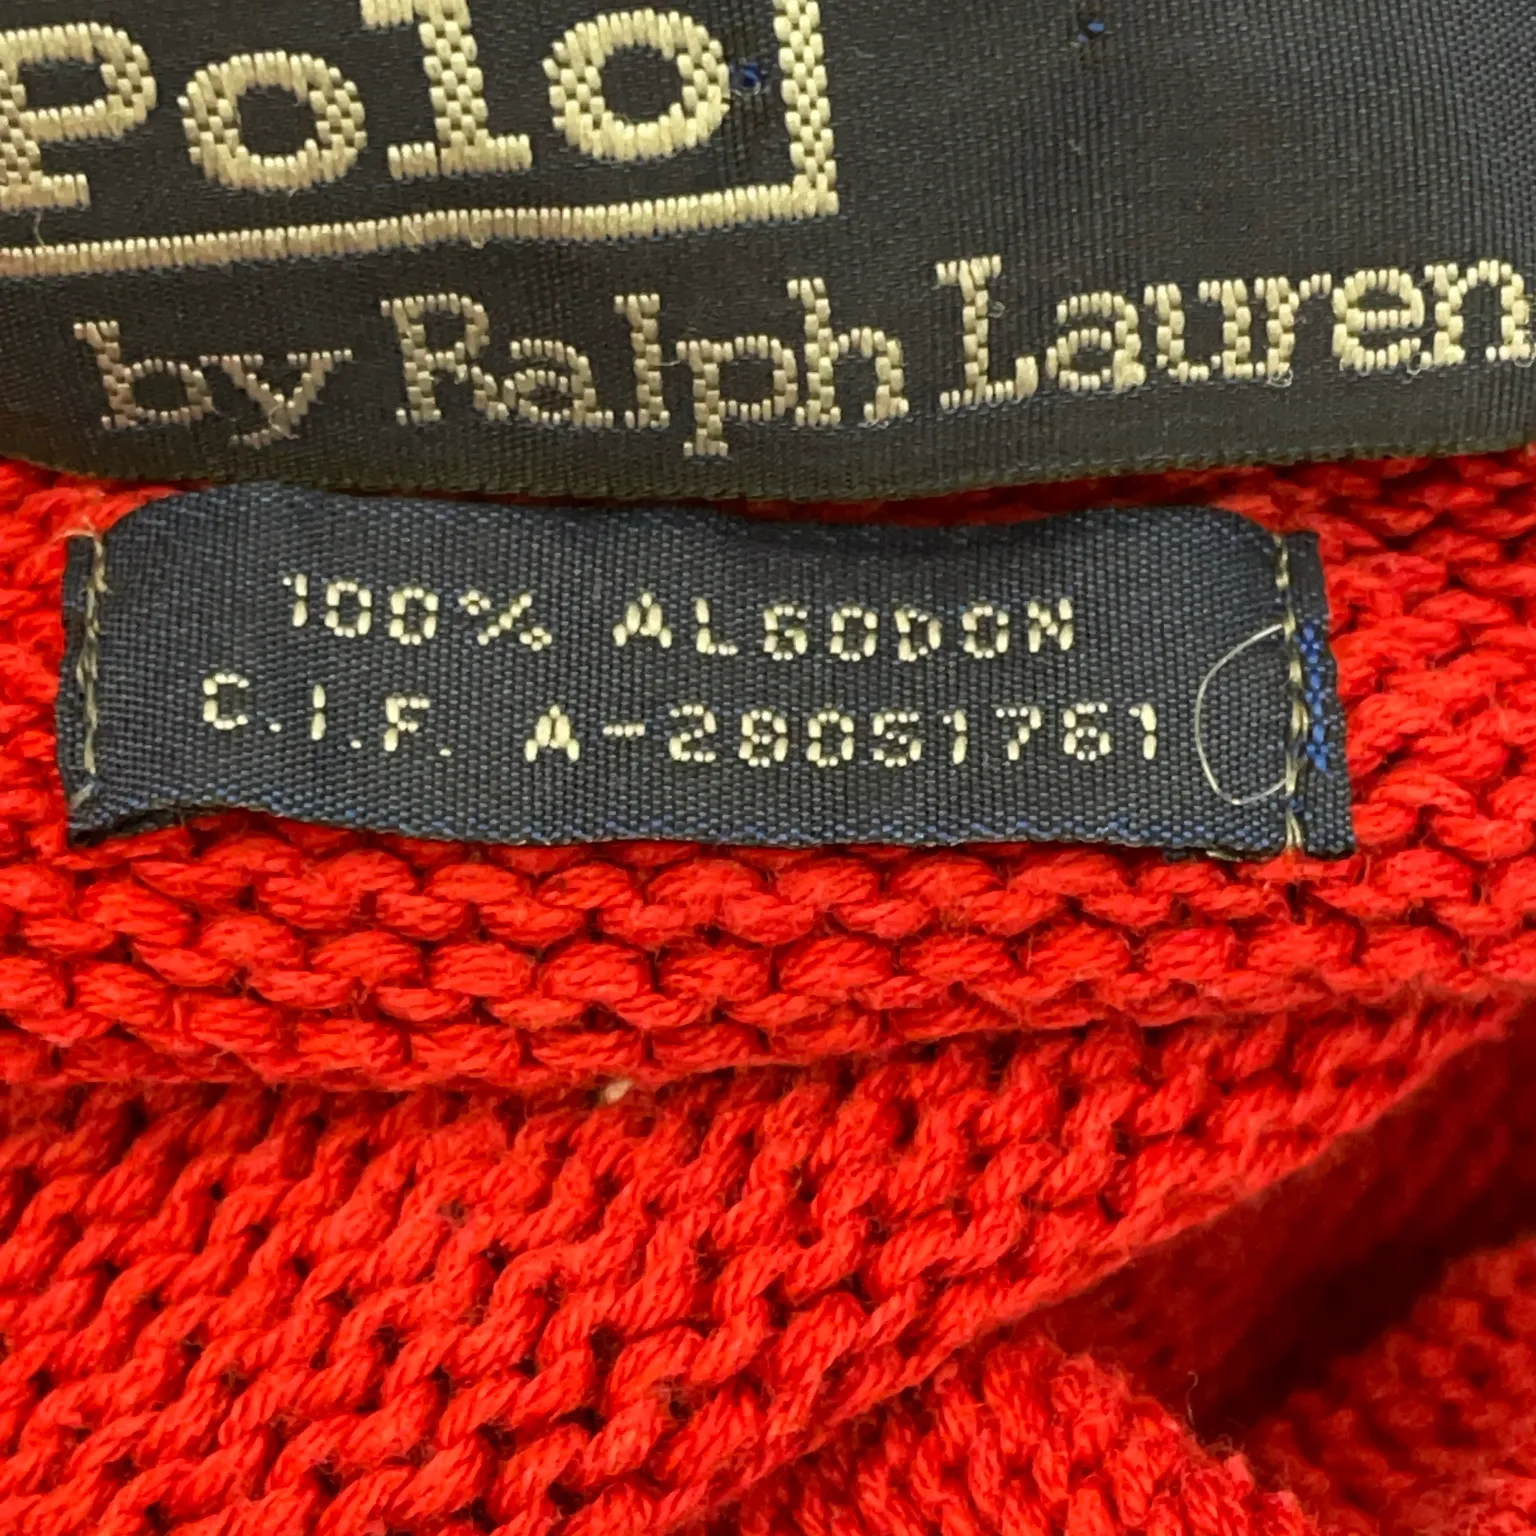 Polo
by Ralph Lauren
100% ALGODON
C.I.F. A-28051761